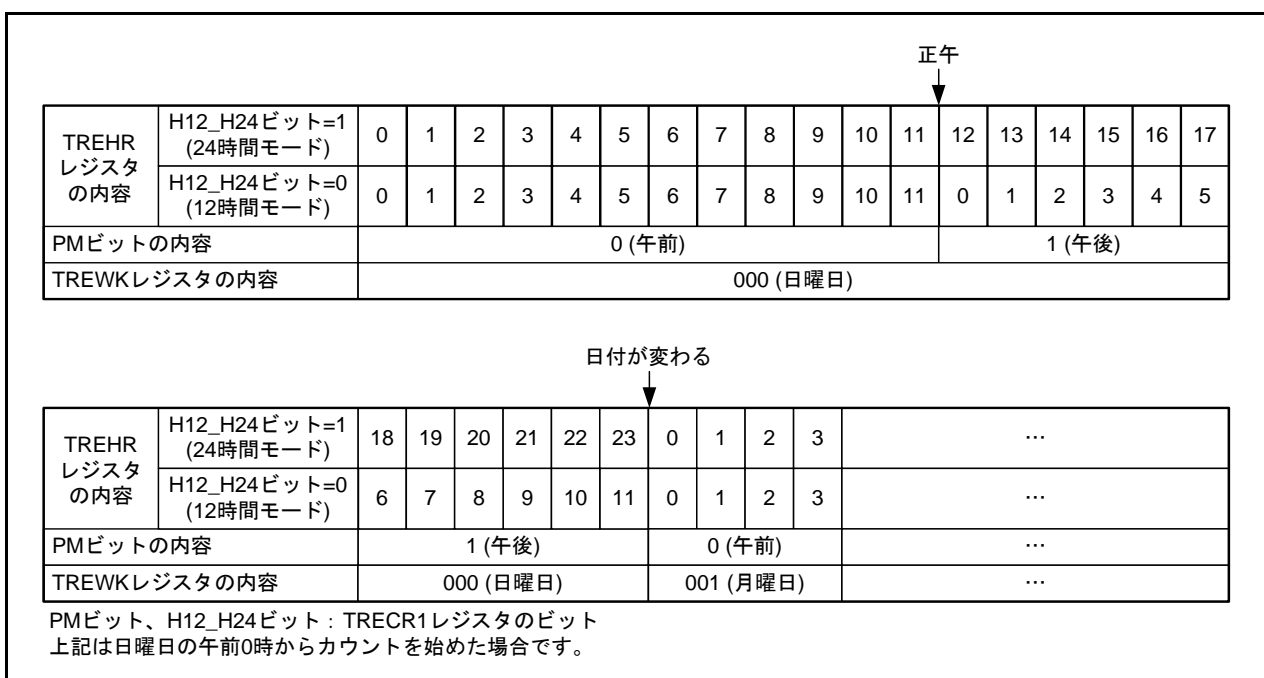 正午
TREHR
レジスタ
の内容
H12_H24ビット=1
(24時間モード)
0 1 2 3 4 5 6 7 8 9 10 11 12 13 14 15 16 17
H12_H24ビット=0
(12時間モード)
0 1 2 3 4 5 6 7 8 9 10 11 0 1 2 3 4 5
PMビットの内容 0 (午前) 1 (午後)
TREWKレジスタの内容 000 (日曜日)
日付が変わる
TREHR
レジスタ
の内容
H12_H24ビット=1
(24時間モード)
18 19 20 21 22 23 0 1 2 3 …
H12_H24ビット=0
(12時間モード)
6 7 8 9 10 11 0 1 2 3 …
PMビットの内容 1 (午後) 0 (午前) …
TREWKレジスタの内容 000 (日曜日) 001 (月曜日) …
PMビット、H12_H24ビット : TRECR1レジスタのビット
上記は日曜日の午前0時からカウントを始めた場合です。